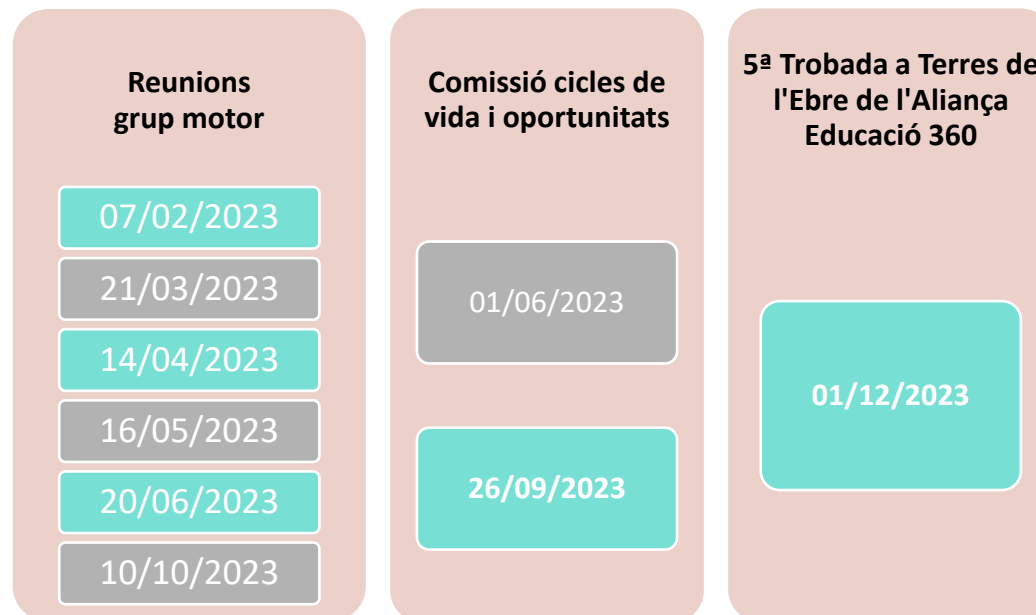 Reunions
grup motor
07/02/2023
21/03/2023
14/04/2023
16/05/2023
20/06/2023
10/10/2023
Comissió cicles de
vida i oportunitats
01/06/2023
26/09/2023
5ª Trobada a Terres de
l'Ebre de l'Aliança
Educació 360
01/12/2023